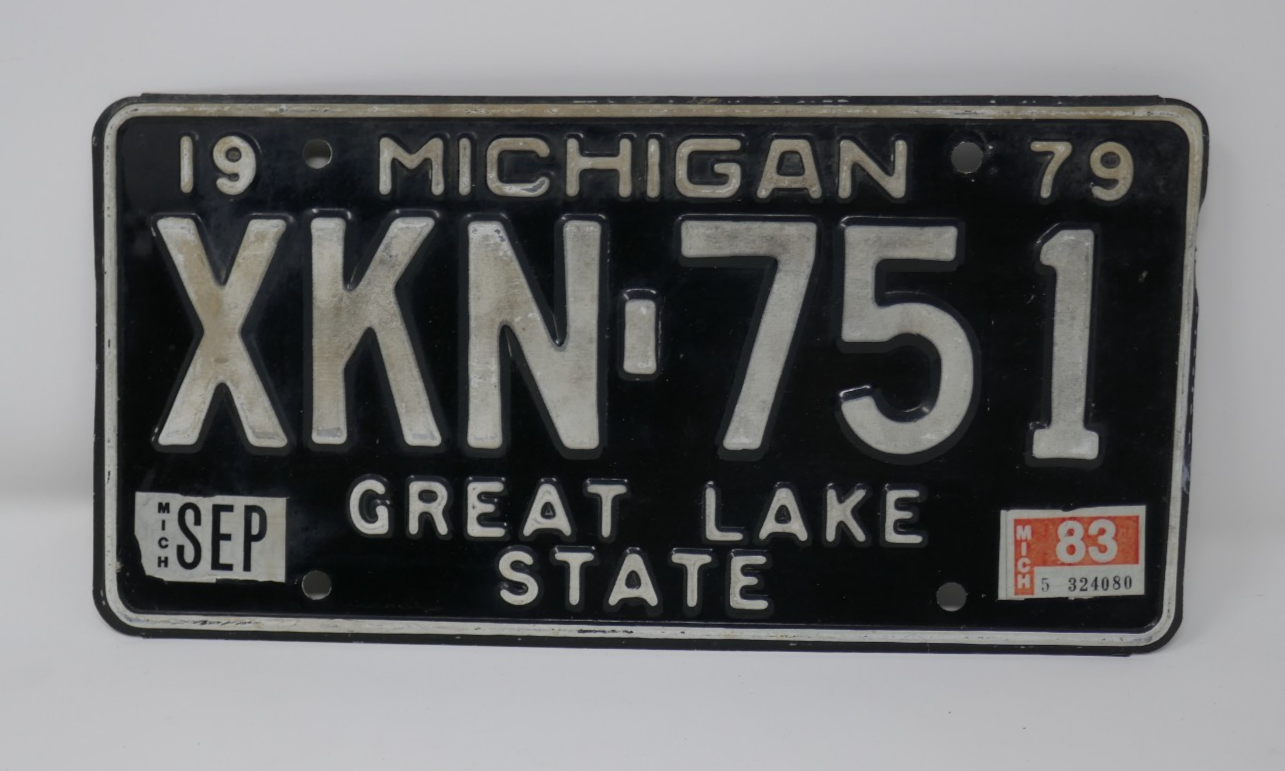 19 MICHIGAN 79
XKN-751
GREAT LAKE
STATE
MICH SEP
MICH 83
5 324080